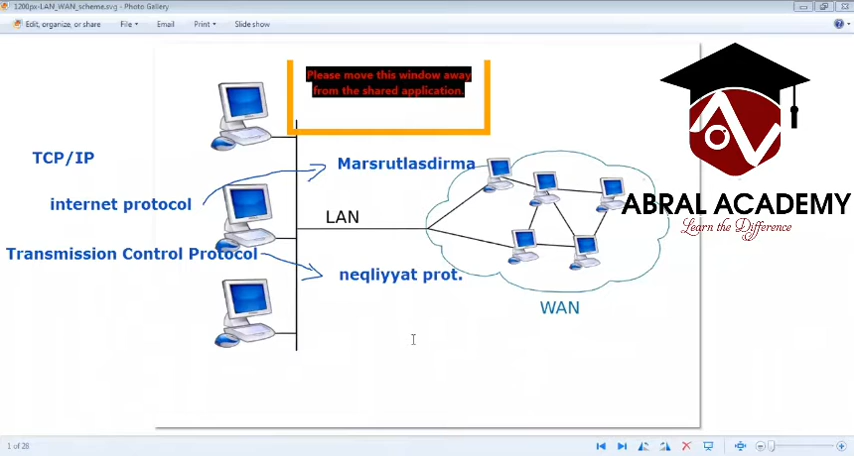 1200px-LAN_WAN_scheme.svg - Photo Gallery
Edit, organize, or share
File
Email
Print
Slide show
Please move this window away
from the shared application.
TCP/IP
Marsrutlasdirma
internet protocol
ABRAL ACADEMY
Learn the Difference
LAN
Transmission Control Protocol
neqliyyat prot.
WAN
1 of 28